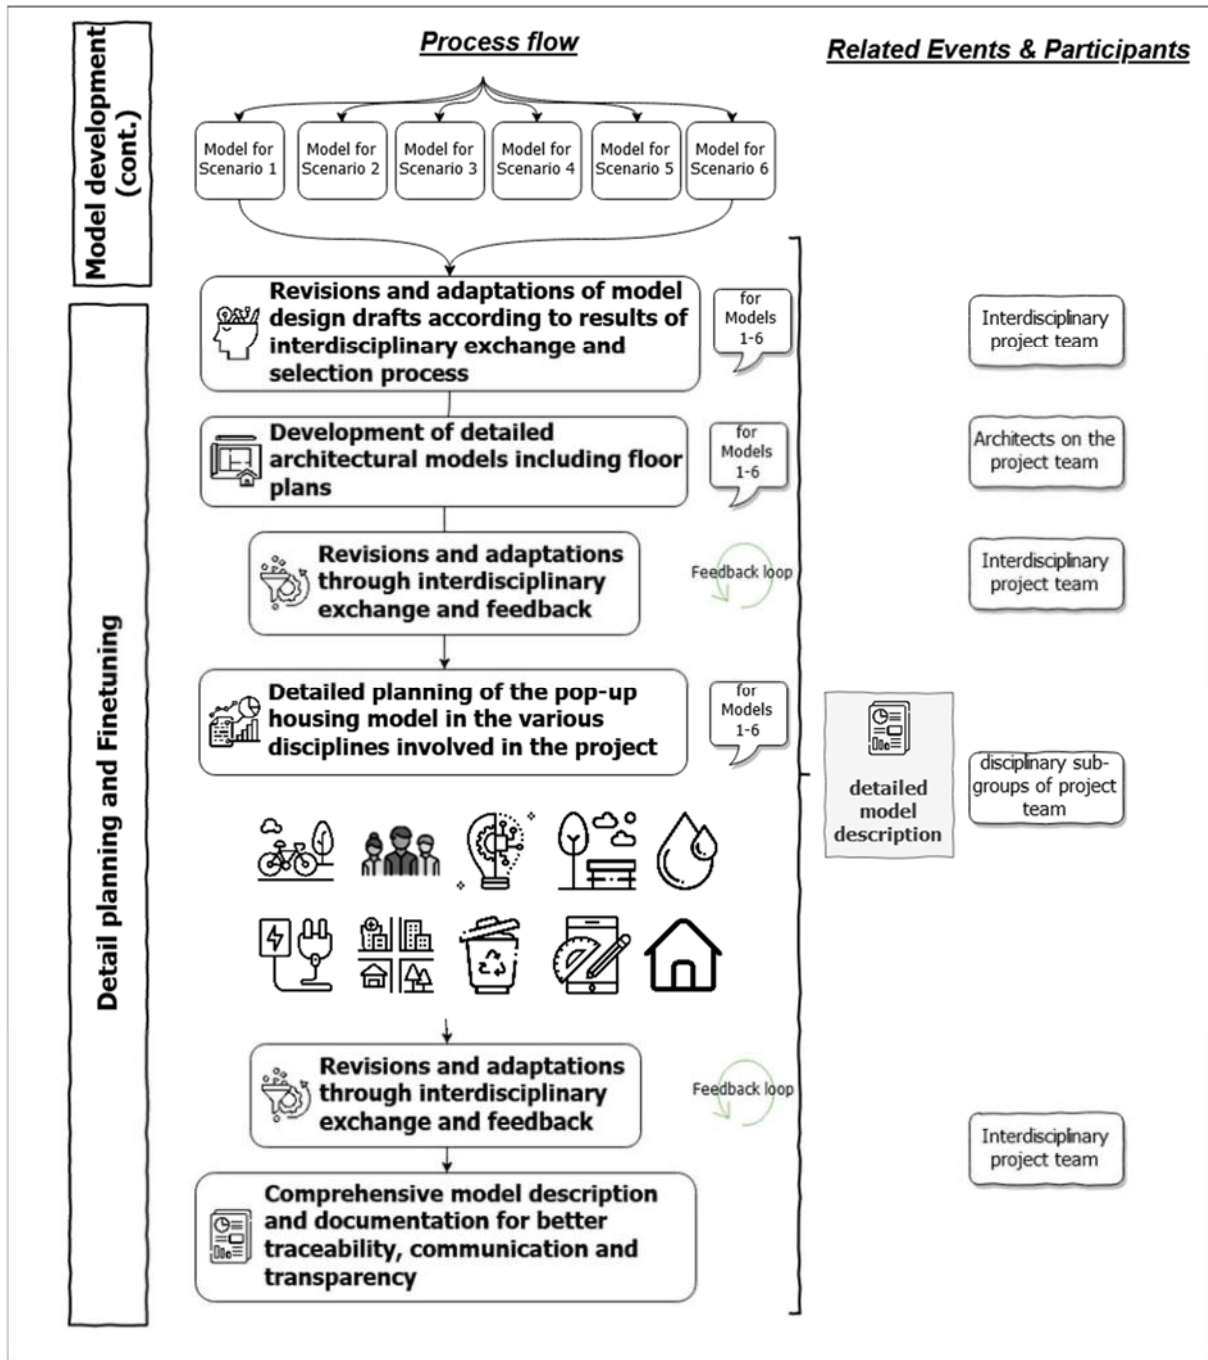 Process flow
Related Events & Participants
Model development
(cont.)
Model for
Scenario 1
Model for
Scenario 2
Model for
Scenario 3
Model for
Scenario 4
Model for
Scenario 5
Model for
Scenario 6
Detail planning and Finetuning
Revisions and adaptations of model
design drafts according to results of
interdisciplinary exchange and
selection process
for
Models
1-6
Interdisciplinary
project team
Development of detailed
architectural models including floor
plans
for
Models
1-6
Architects on the
project team
Revisions and adaptations
through interdisciplinary
exchange and feedback
Feedback loop
Interdisciplinary
project team
Detailed planning of the pop-up
housing model in the various
disciplines involved in the project
for
Models
1-6
detailed
model
description
disciplinary sub-
groups of project
team
Revisions and adaptations
through interdisciplinary
exchange and feedback
Feedback loop
Interdisciplinary
project team
Comprehensive model description
and documentation for better
traceability, communication and
transparency